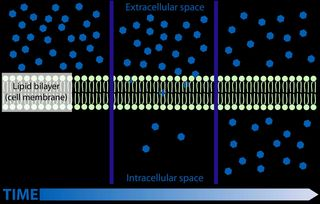 Extracellular space
Lipid bilayer
(cell membrane)
Intracellular space
TIME